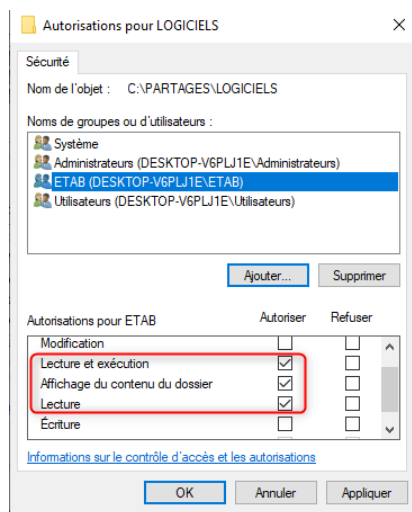 Autorisations pour LOGICIELS
Sécurité
Nom de l'objet : C:\PARTAGES\LOGICIELS
Noms de groupes ou d'utilisateurs :
Système
Administrateurs (DESKTOP-V6PLJ1E\Administrateurs)
ETAB (DESKTOP-V6PLJ1E\ETAB)
Utilisateurs (DESKTOP-V6PLJ1E\Utilisateurs)
Ajouter... Supprimer
Autorisations pour ETAB Autoriser Refuser
Modification
Lecture et exécution
Affichage du contenu du dossier
Lecture
Écriture
Informations sur le contrôle d'accès et les autorisations
OK Annuler Appliquer